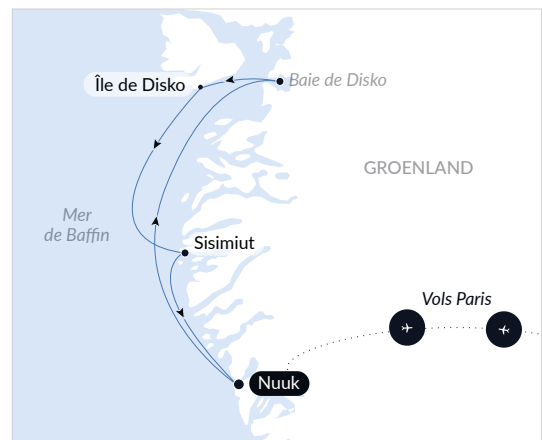 Île de Disko
Baie de Disko
GROENLAND
Mer
de Baffin
Sisimiut
Vols Paris
Nuuk